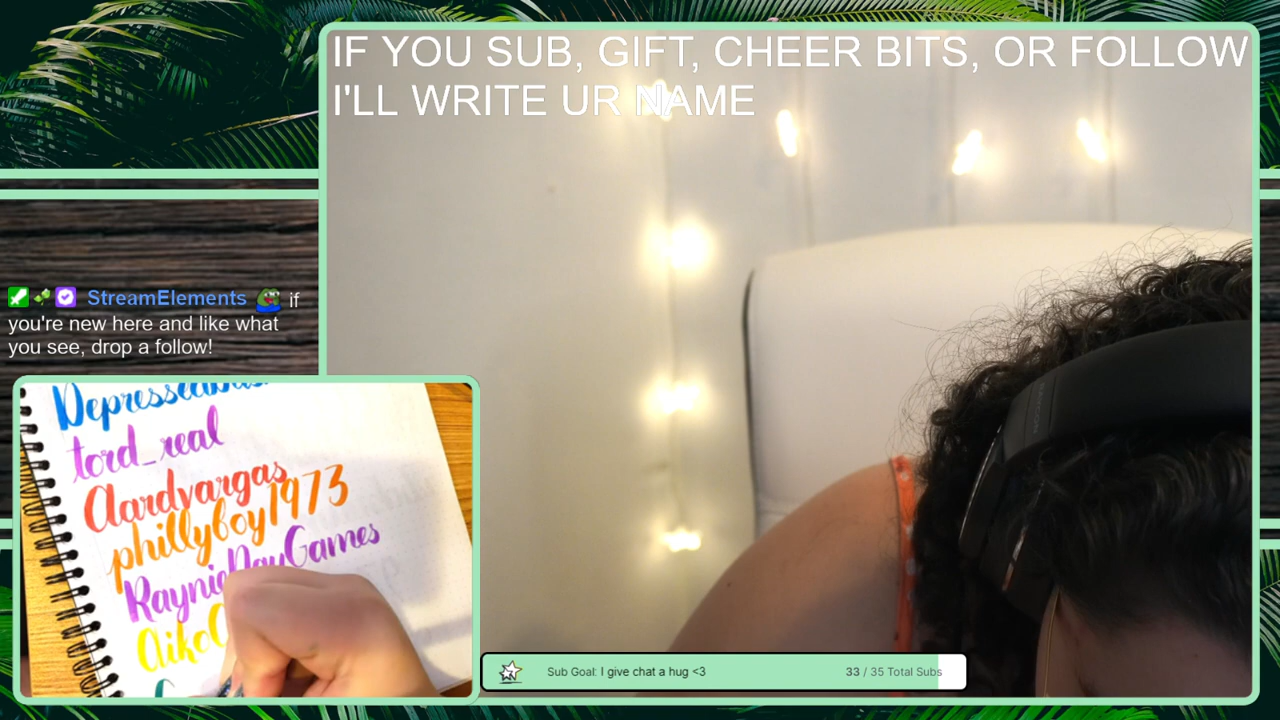 IF YOU SUB, GIFT, CHEER BITS, OR FOLLOW
I'LL WRITE UR NAME
StreamElements if
you're new here and like what
you see, drop a follow!
tord_real
Aardvargas
phillyboy1973
RaynieDayGames
Sub Goal: I give chat a hug <3
33 / 35 Total Subs